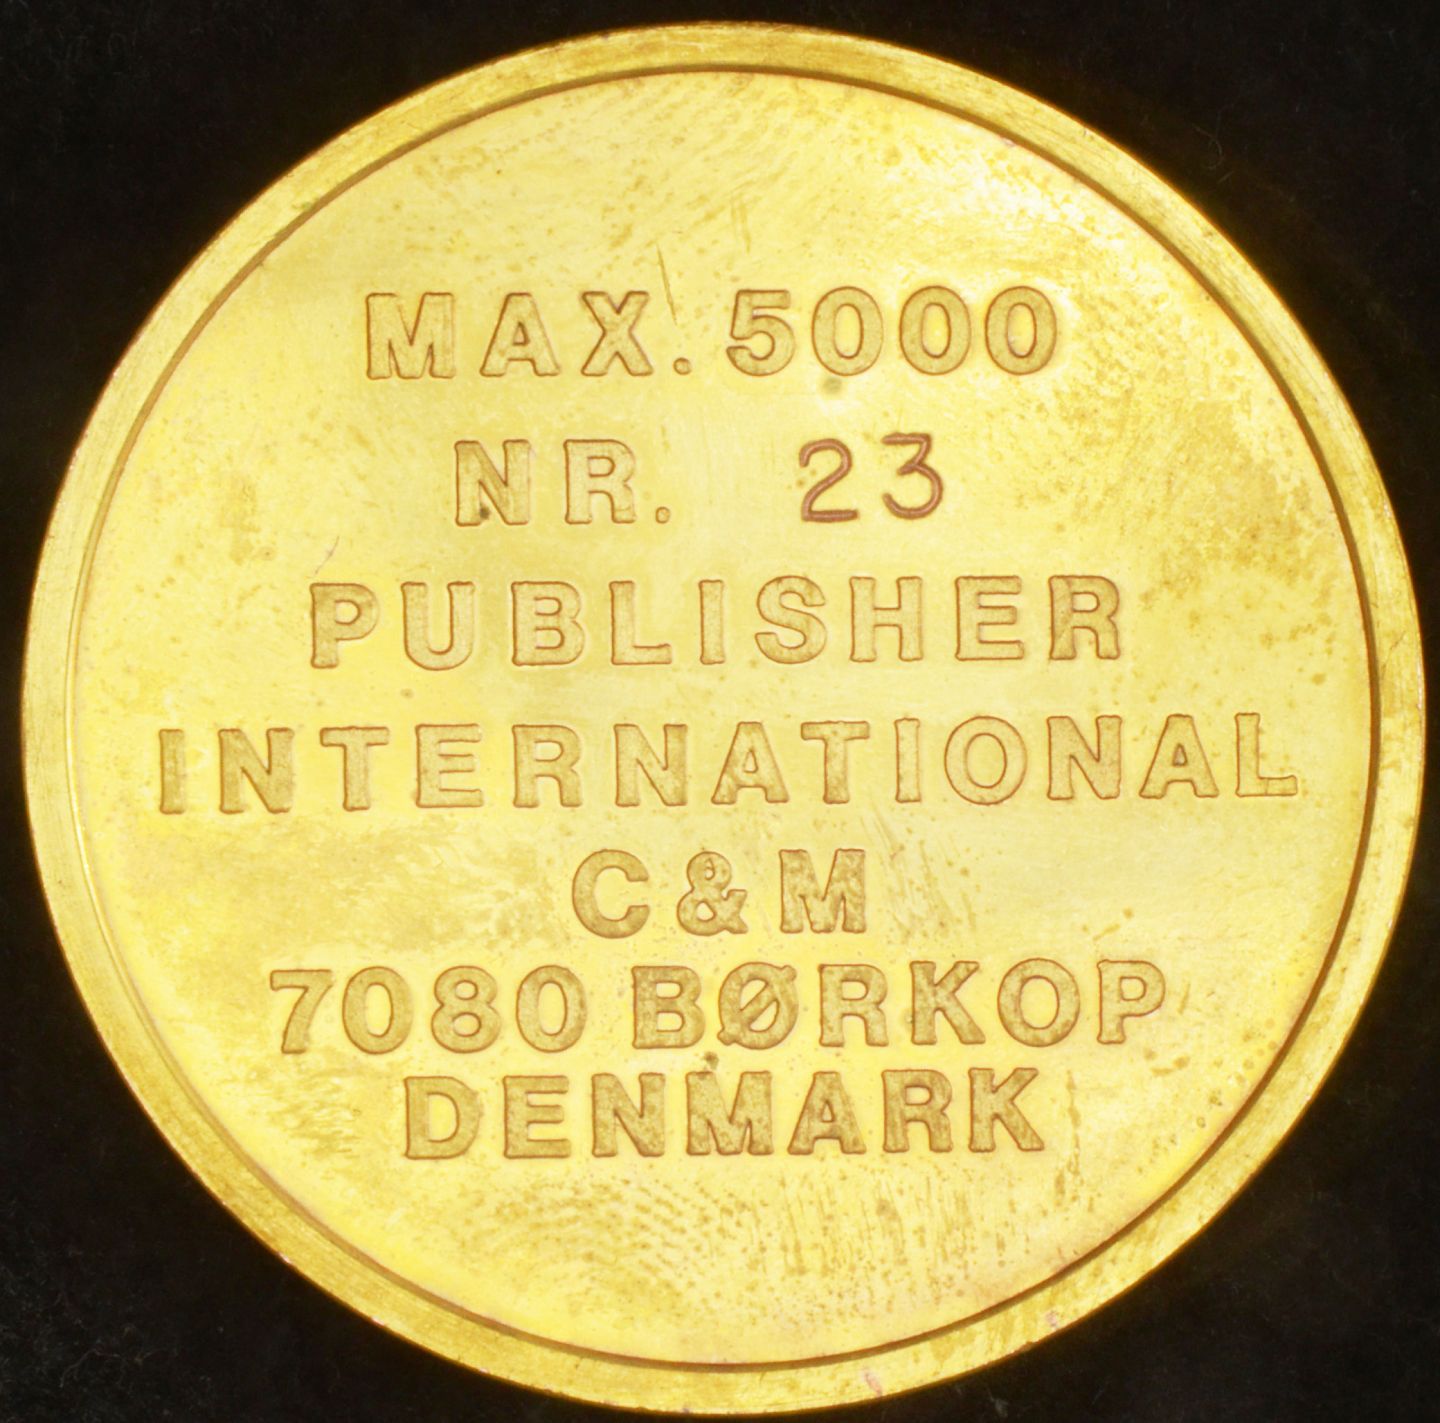 MAX. 5000
NR. 23
PUBLISHER
INTERNATIONAL
C&M
7080 BØRKOP
DENMARK